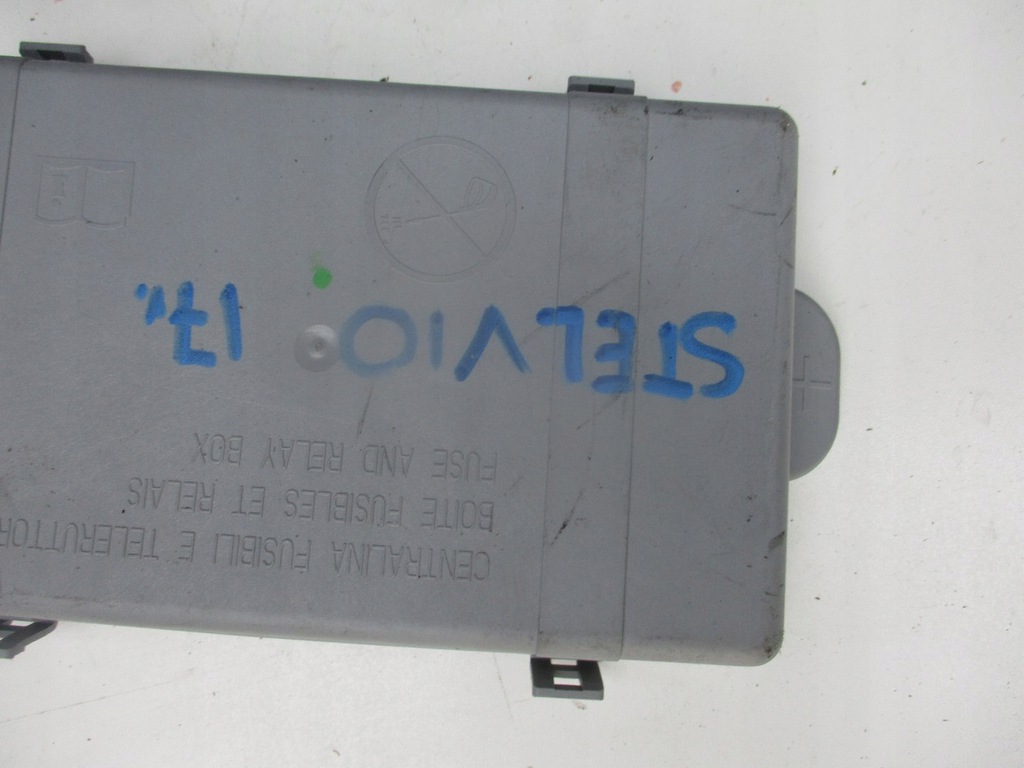 CENTRALINA FUSIBILI E TELERUTTOR
BOITE FUSIBLES ET RELAIS
FUSE AND RELAY BOX
STELVIO 17